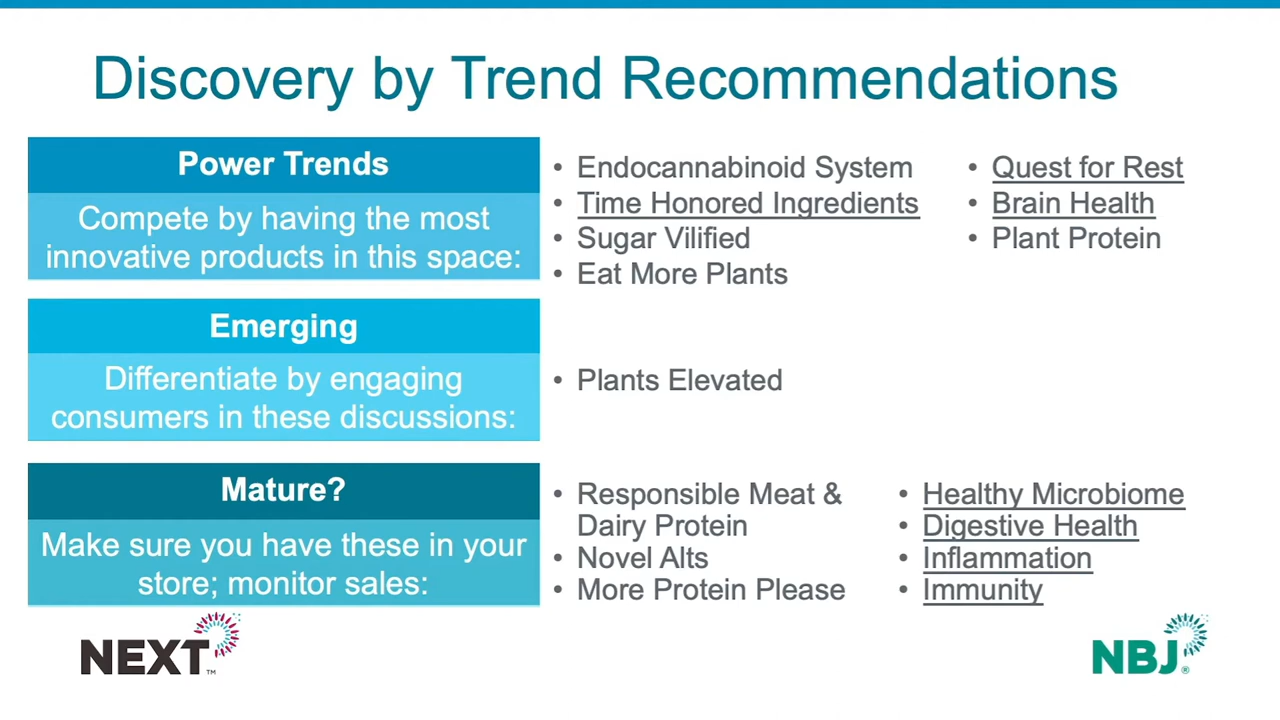 Discovery by Trend Recommendations
Power Trends
Compete by having the most
innovative products in this space:
• Endocannabinoid System
• Time Honored Ingredients
• Sugar Vilified
• Eat More Plants
• Quest for Rest
• Brain Health
• Plant Protein
Emerging
Differentiate by engaging
consumers in these discussions:
• Plants Elevated
Mature?
Make sure you have these in your
store; monitor sales:
• Responsible Meat &
Dairy Protein
• Novel Alts
• More Protein Please
• Healthy Microbiome
• Digestive Health
• Inflammation
• Immunity
NEXT™
NBJ®